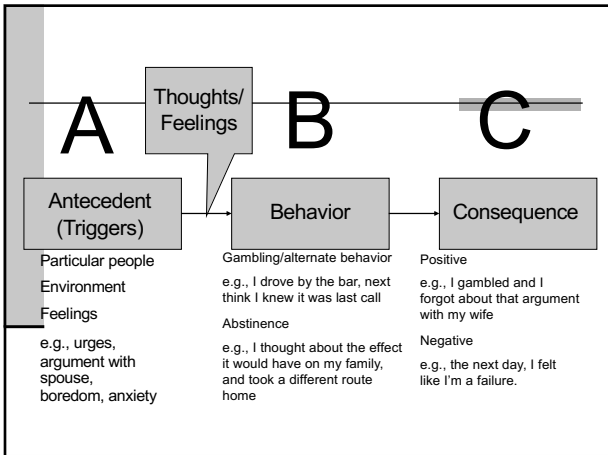 A
Thoughts/
Feelings
B
C
Antecedent
(Triggers)
Behavior
Consequence
Particular people
Environment
Feelings
e.g., urges,
argument with
spouse,
boredom, anxiety
Gambling/alternate behavior
e.g., I drove by the bar, next
think I knew it was last call
Abstinence
e.g., I thought about the effect
it would have on my family,
and took a different route
home
Positive
e.g., I gambled and I
forgot about that argument
with my wife
Negative
e.g., the next day, I felt
like I'm a failure.